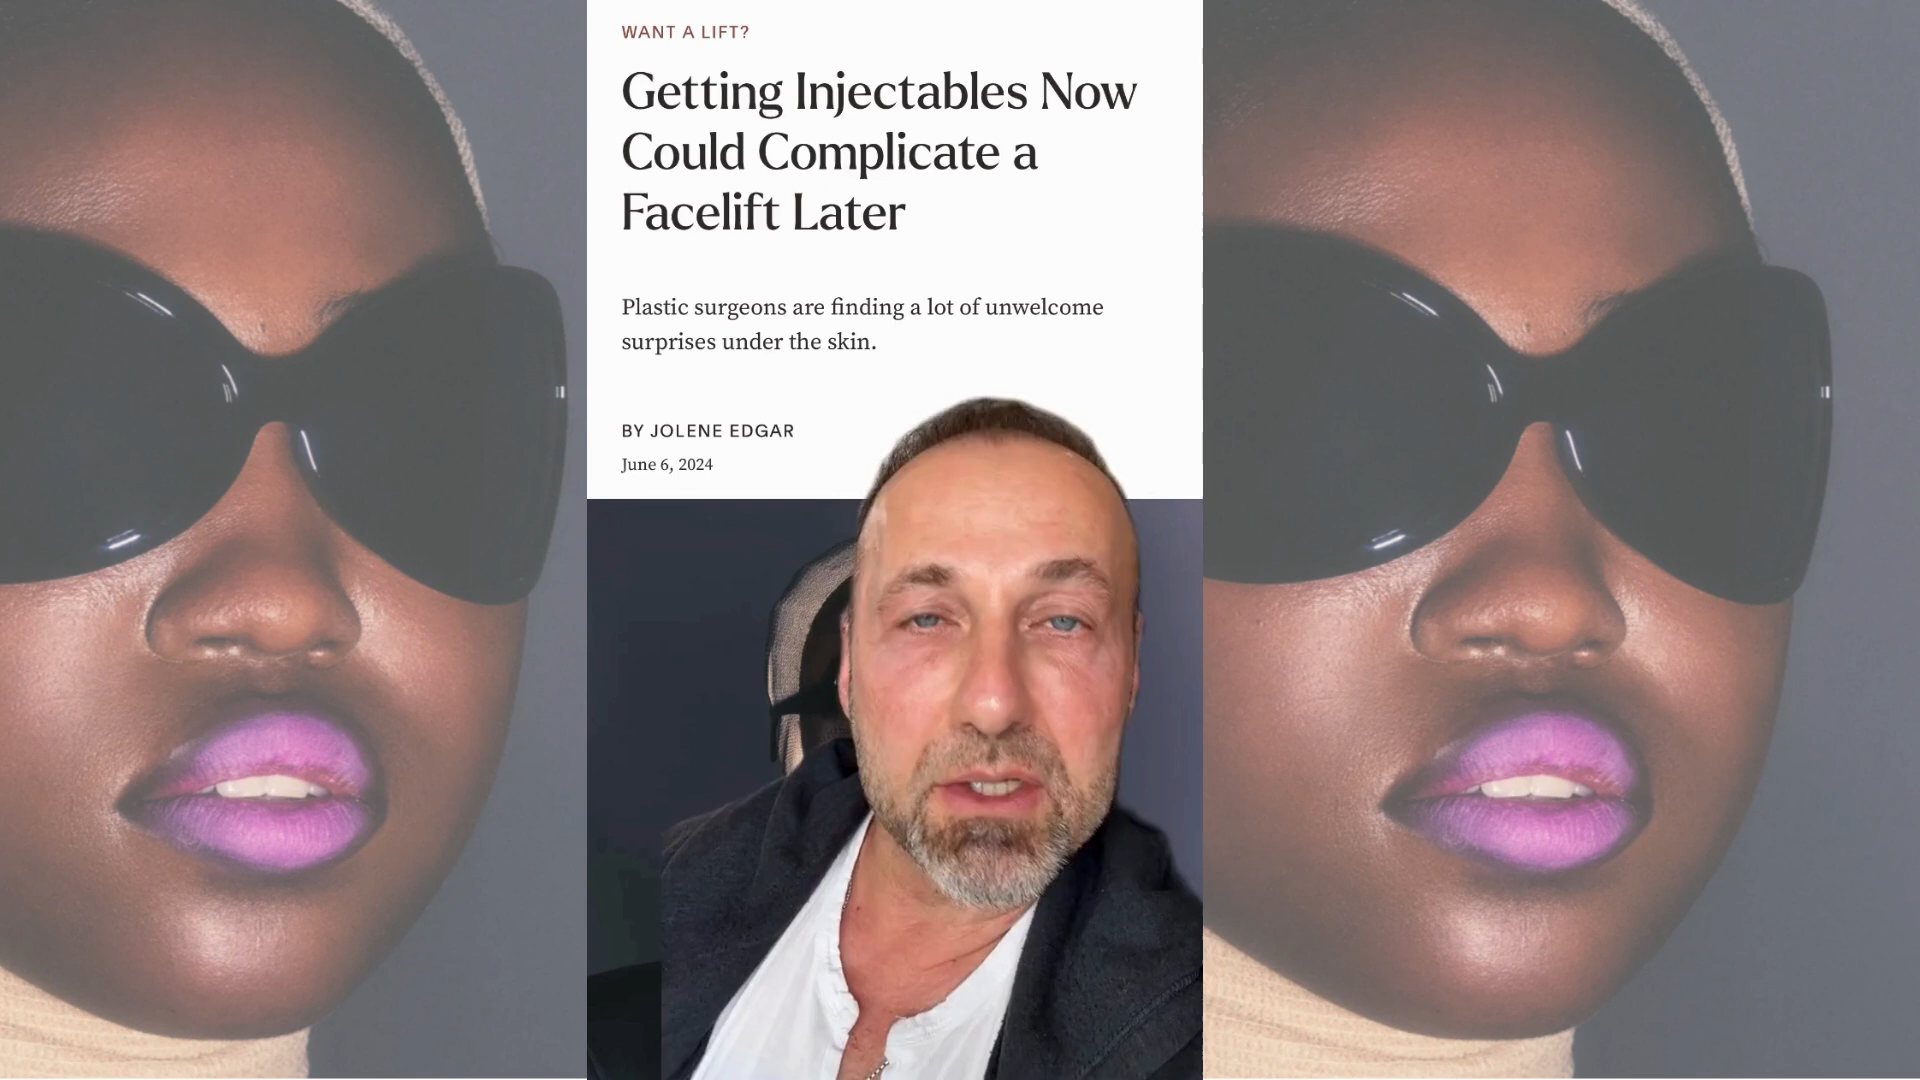 WANT A LIFT?
Getting Injectables Now
Could Complicate a
Facelift Later
Plastic surgeons are finding a lot of unwelcome
surprises under the skin.
BY JOLENE EDGAR
June 6, 2024